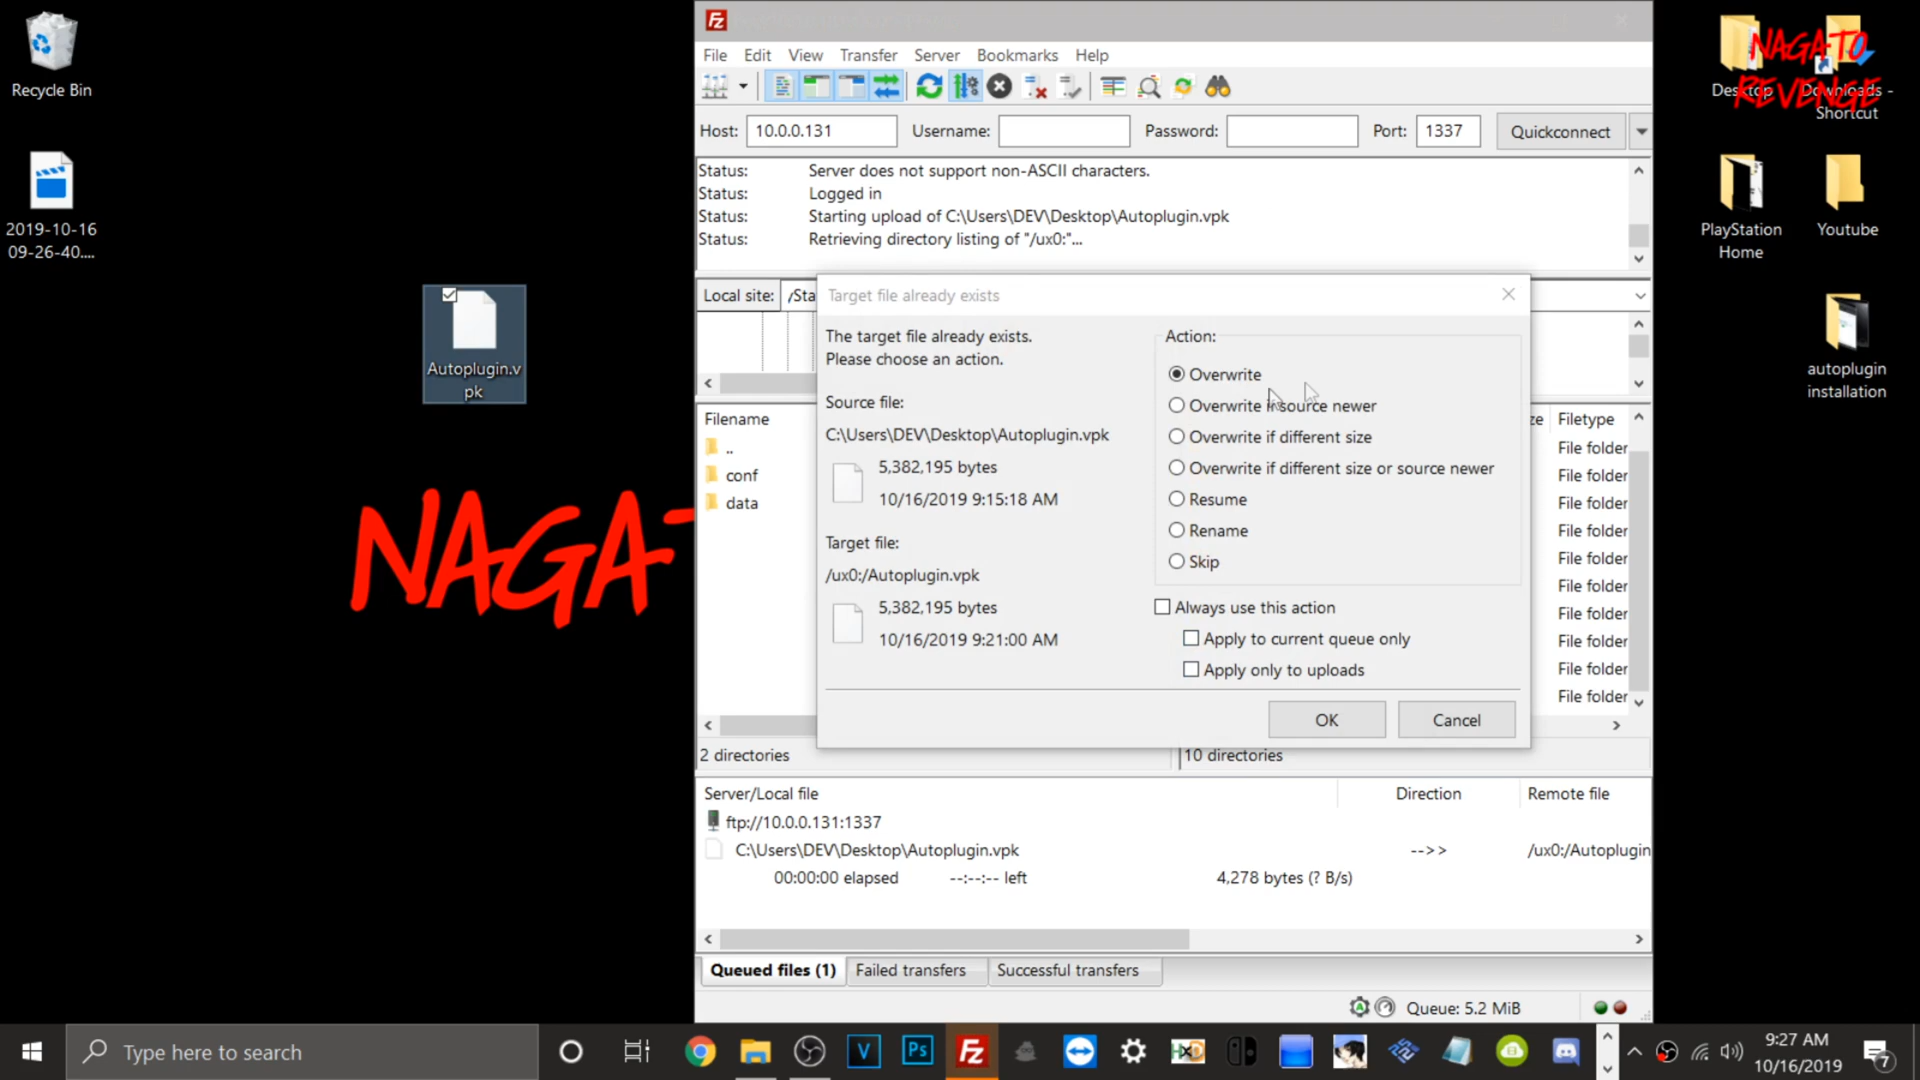 Recycle Bin
2019-10-16
09-26-40....
Autoplugin.v
pk
NAGA
File Edit View Transfer Server Bookmarks Help
Host: 10.0.0.131 Username: Password: Port: 1337 Quickconnect
Status: Server does not support non-ASCII characters.
Status: Logged in
Status: Starting upload of C:\Users\DEV\Desktop\Autoplugin.vpk
Status: Retrieving directory listing of "/ux0:"...
Local site: /Sta
Target file already exists
The target file already exists.
Please choose an action.
Source file:
C:\Users\DEV\Desktop\Autoplugin.vpk
5,382,195 bytes
10/16/2019 9:15:18 AM
Target file:
/ux0:/Autoplugin.vpk
5,382,195 bytes
10/16/2019 9:21:00 AM
Action:
Overwrite
Overwrite if source newer
Overwrite if different size
Overwrite if different size or source newer
Resume
Rename
Skip
Always use this action
Apply to current queue only
Apply only to uploads
OK Cancel
Filename
..
conf
data
ze Filetype
File folder
File folder
File folder
File folder
File folder
File folder
File folder
File folder
File folder
File folder
2 directories
10 directories
Server/Local file Direction Remote file
ftp://10.0.0.131:1337
C:\Users\DEV\Desktop\Autoplugin.vpk -->> /ux0:/Autoplugin
00:00:00 elapsed --:--:-- left 4,278 bytes (? B/s)
Queued files (1) Failed transfers Successful transfers
Queue: 5.2 MiB
NAGATO
REVENGE
Desktop
Downloads -
Shortcut
PlayStation
Home
Youtube
autoplugin
installation
Type here to search
V
Ps
Fz
HxD
9:27 AM
10/16/2019
7